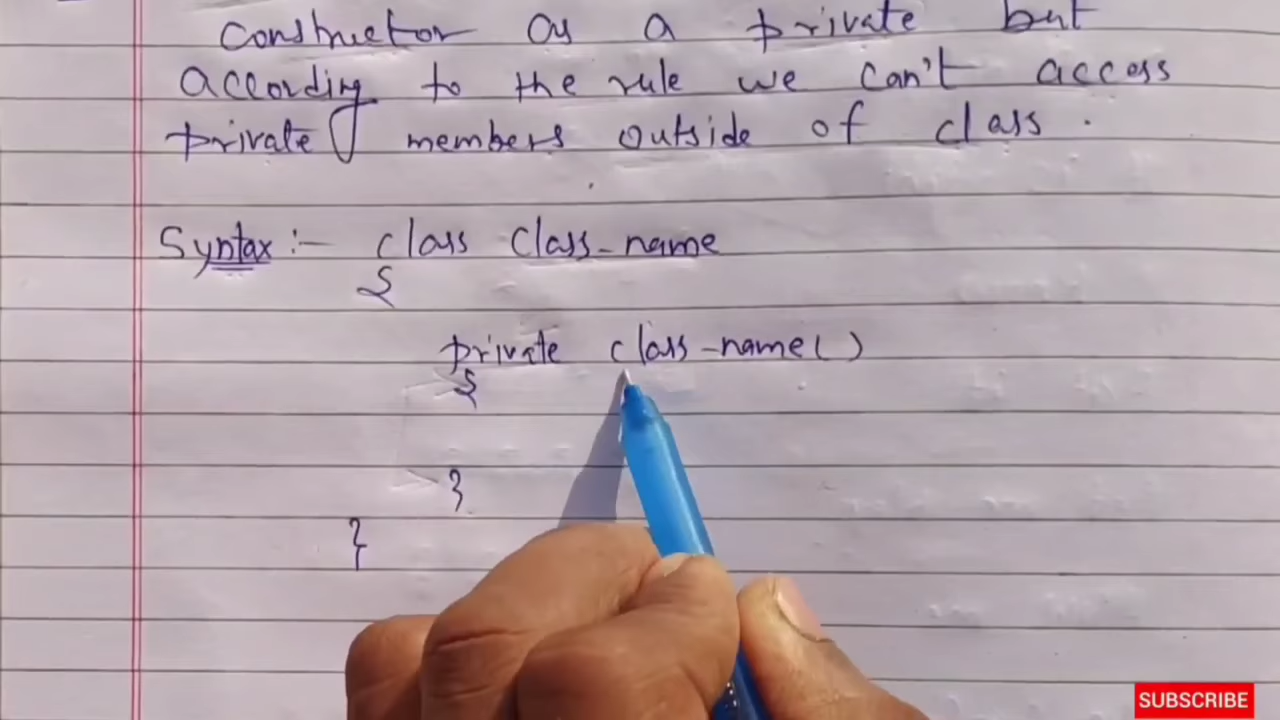 Constructor as a private but
according to the rule we can't access
private members outside of class.
Syntax :- class Class-name
{
private class-name()
{
}
}
SUBSCRIBE